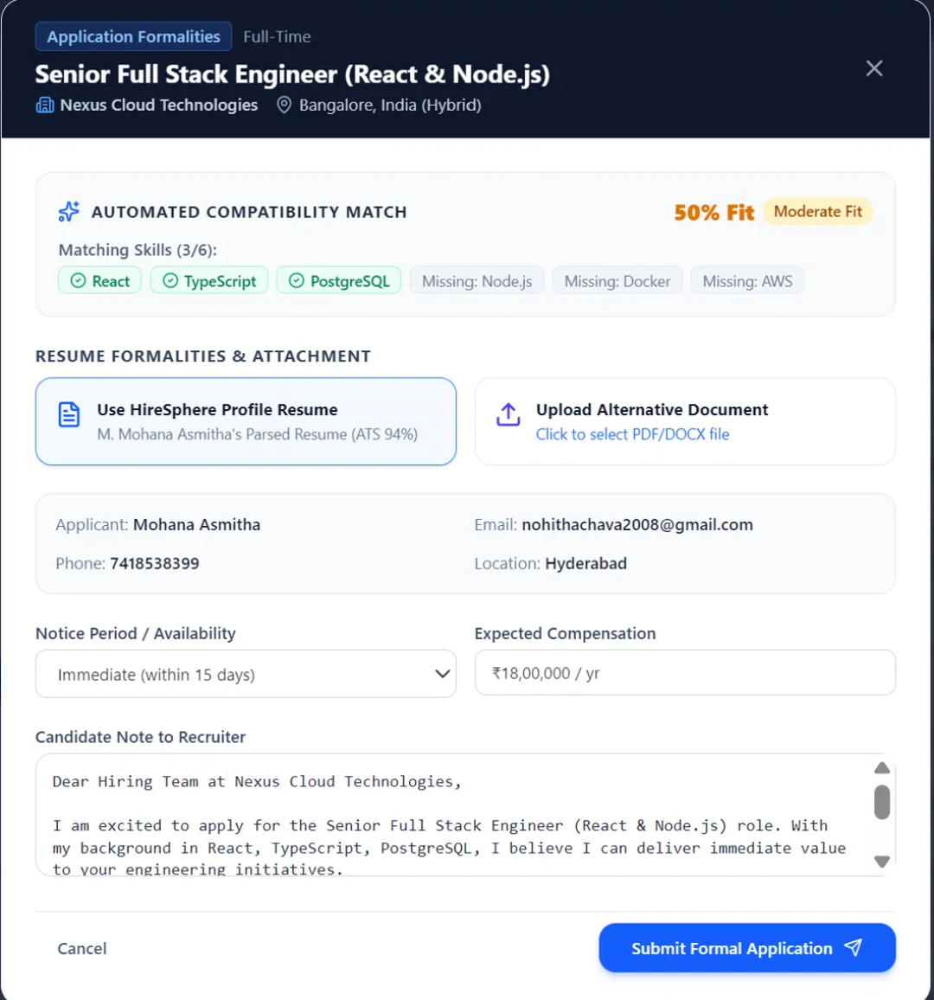 Application Formalities Full-Time
Senior Full Stack Engineer (React & Node.js)
Nexus Cloud Technologies Bangalore, India (Hybrid)
AUTOMATED COMPATIBILITY MATCH 50% Fit Moderate Fit
Matching Skills (3/6):
React TypeScript PostgreSQL Missing: Node.js Missing: Docker Missing: AWS
RESUME FORMALITIES & ATTACHMENT
Use HireSphere Profile Resume
M. Mohana Asmitha's Parsed Resume (ATS 94%)
Upload Alternative Document
Click to select PDF/DOCX file
Applicant: Mohana Asmitha Email: nohithachava2008@gmail.com
Phone: 7418538399 Location: Hyderabad
Notice Period / Availability Expected Compensation
Immediate (within 15 days) ₹18,00,000 / yr
Candidate Note to Recruiter
Dear Hiring Team at Nexus Cloud Technologies,
I am excited to apply for the Senior Full Stack Engineer (React & Node.js) role. With
my background in React, TypeScript, PostgreSQL, I believe I can deliver immediate value
to your engineering initiatives.
Cancel Submit Formal Application